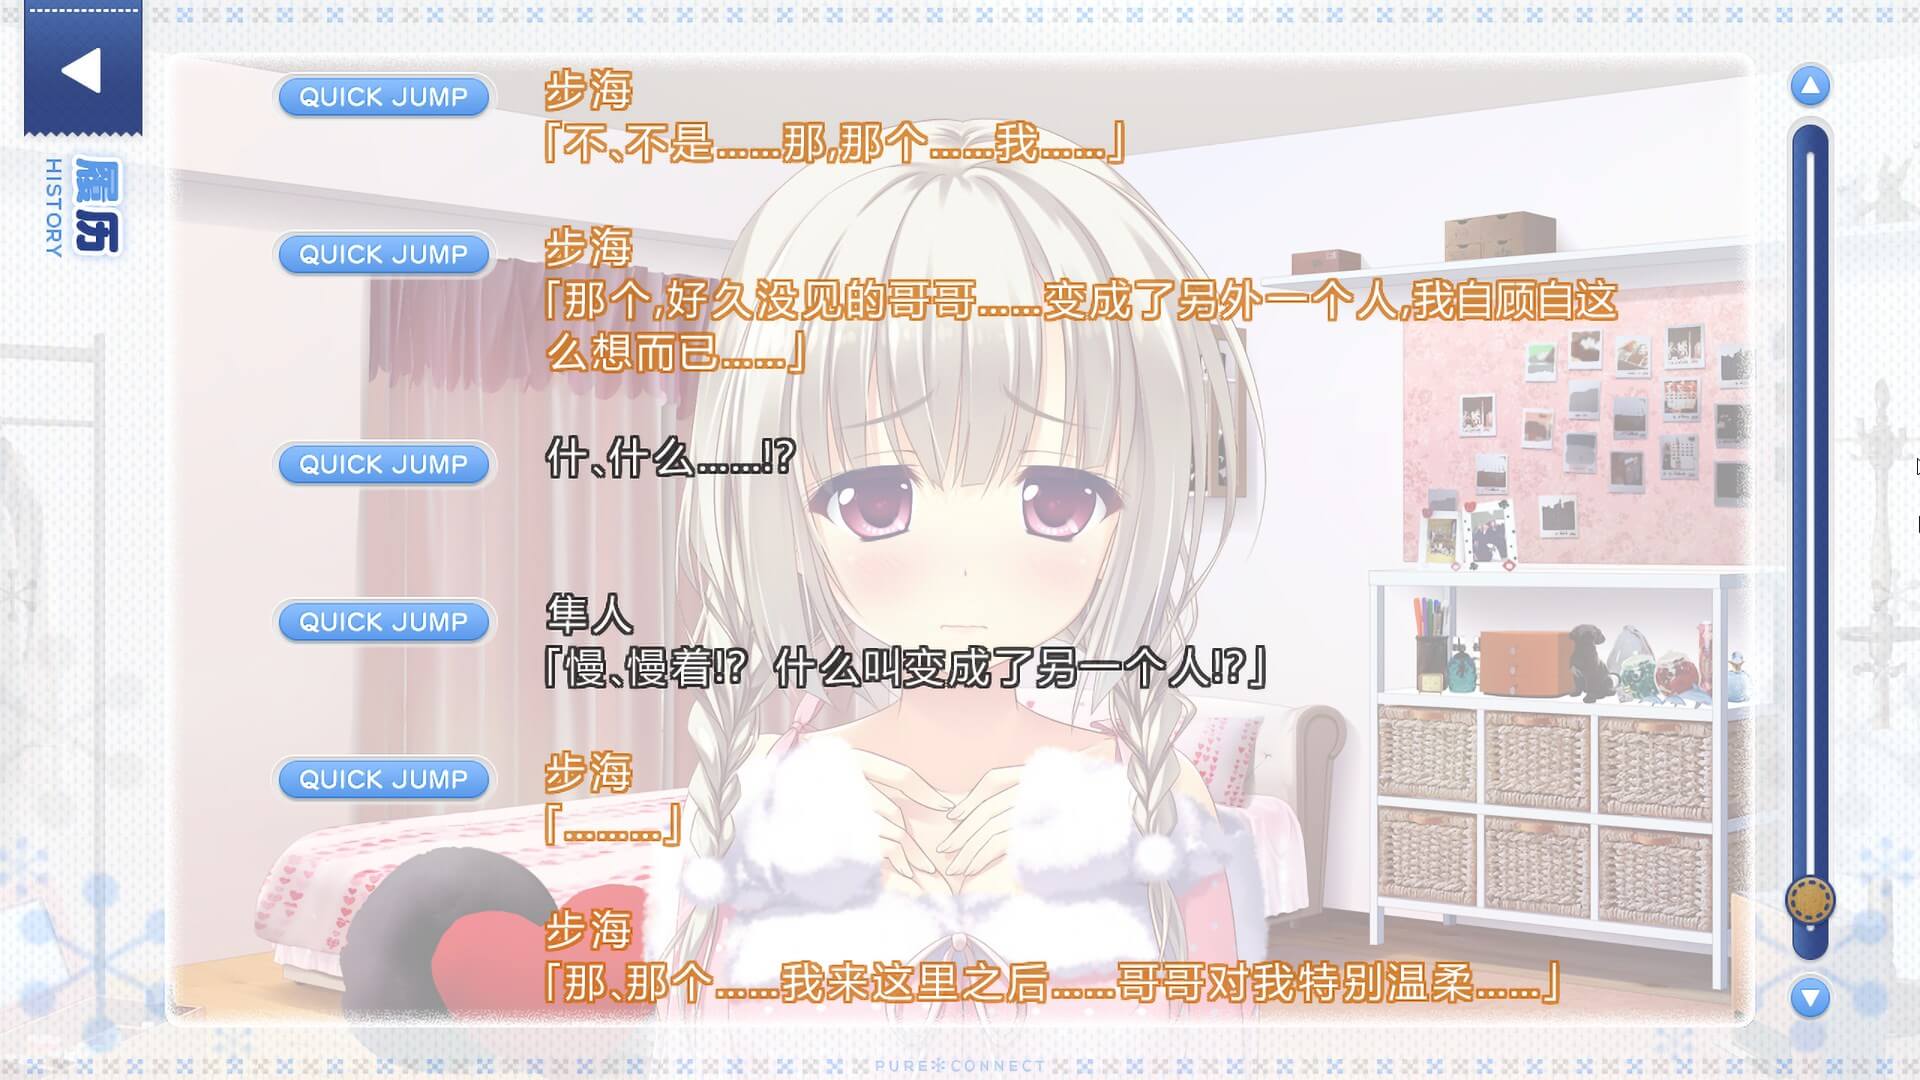 履历
HISTORY
QUICK JUMP
步海
「不、不是……那,那个……我……」
QUICK JUMP
步海
「那个,好久没见的哥哥……变成了另外一个人,我自顾自这
么想而已……」
QUICK JUMP
什、什么……!?
QUICK JUMP
隼人
「慢、慢着!? 什么叫变成了另一个人!?」
QUICK JUMP
步海
「………」
步海
「那、那个……我来这里之后……哥哥对我特别温柔……」
PURE✻CONNECT